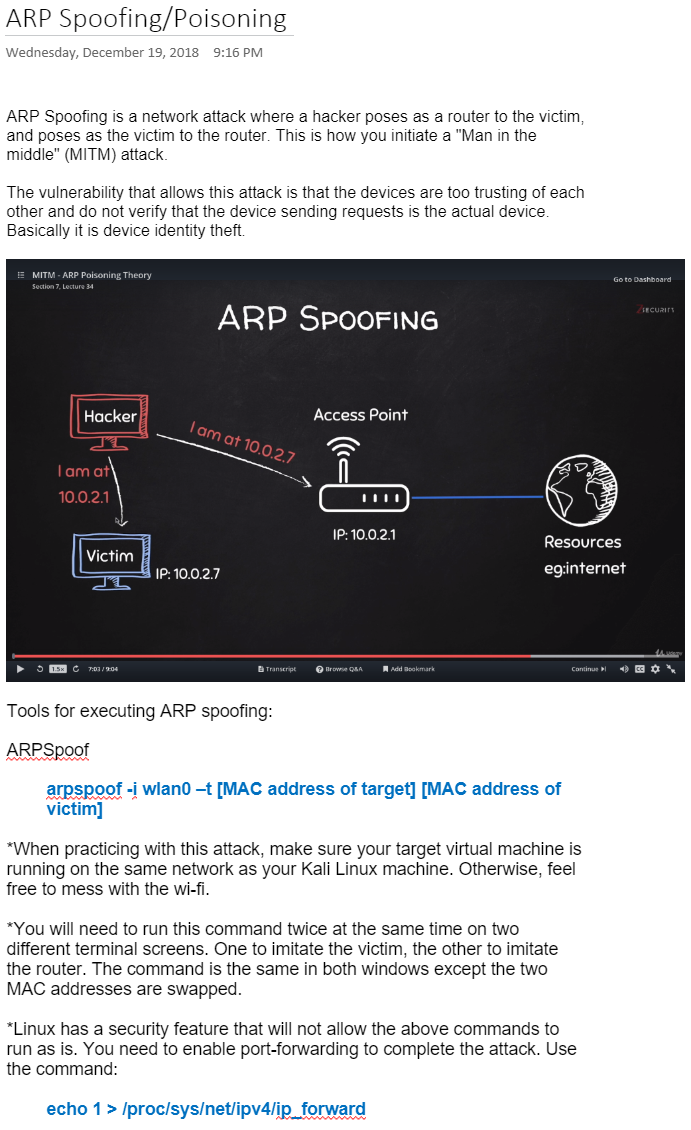 ARP Spoofing/Poisoning
Wednesday, December 19, 2018 9:16 PM
ARP Spoofing is a network attack where a hacker poses as a router to the victim,
and poses as the victim to the router. This is how you initiate a "Man in the
middle" (MITM) attack.
The vulnerability that allows this attack is that the devices are too trusting of each
other and do not verify that the device sending requests is the actual device.
Basically it is device identity theft.
MITM - ARP Poisoning Theory
Section 7, Lecture 34
Go to Dashboard
ARP SPOOFING
Hacker
I am at 10.0.2.7
Access Point
I am at
10.0.2.1
IP: 10.0.2.1
Victim
IP: 10.0.2.7
Resources
eg:internet
1.5x 7:03 / 9:04 Transcript Browse Q&A Add Bookmark Continue CC
Tools for executing ARP spoofing:
ARPSpoof
arpspoof -i wlan0 –t [MAC address of target] [MAC address of
victim]
*When practicing with this attack, make sure your target virtual machine is
running on the same network as your Kali Linux machine. Otherwise, feel
free to mess with the wi-fi.
*You will need to run this command twice at the same time on two
different terminal screens. One to imitate the victim, the other to imitate
the router. The command is the same in both windows except the two
MAC addresses are swapped.
*Linux has a security feature that will not allow the above commands to
run as is. You need to enable port-forwarding to complete the attack. Use
the command:
echo 1 > /proc/sys/net/ipv4/ip_forward